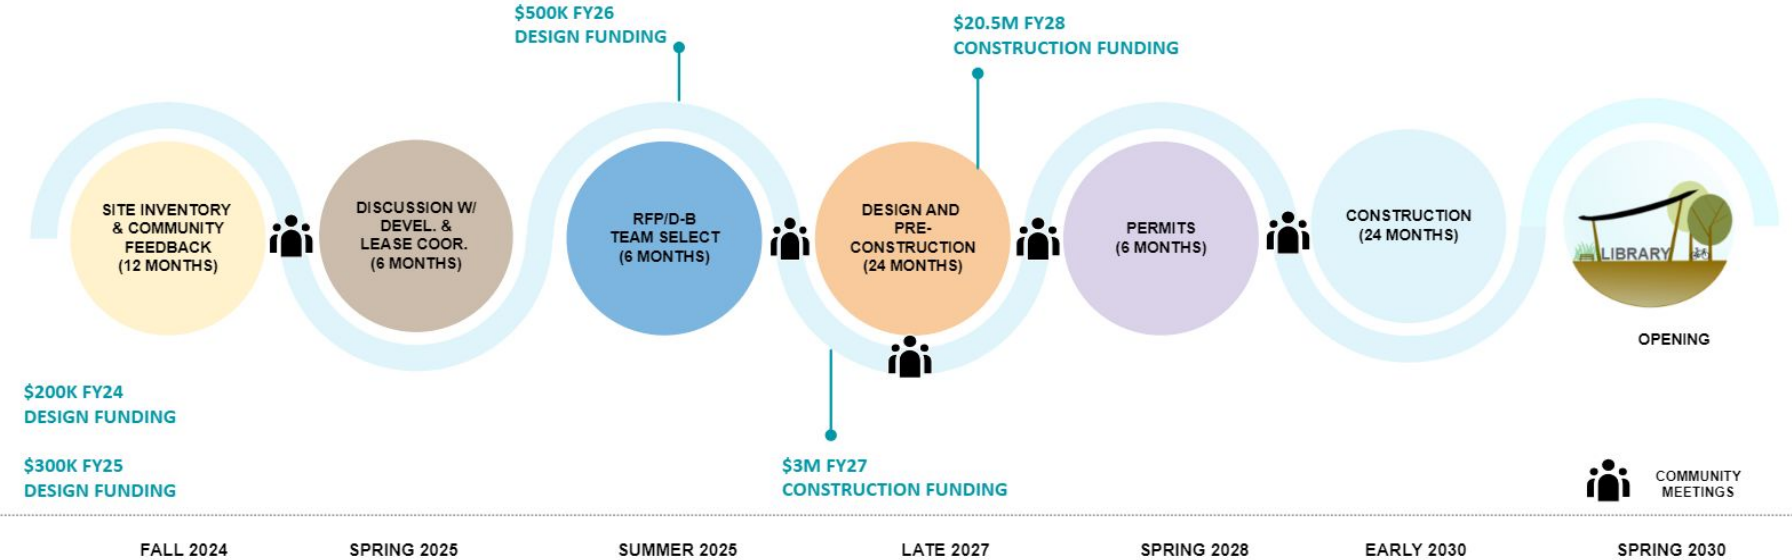 $500K FY26
DESIGN FUNDING
$20.5M FY28
CONSTRUCTION FUNDING
SITE INVENTORY
& COMMUNITY
FEEDBACK
(12 MONTHS)
DISCUSSION W/
DEVEL. &
LEASE COOR.
(6 MONTHS)
RFP/D-B
TEAM SELECT
(6 MONTHS)
DESIGN AND
PRE-
CONSTRUCTION
(24 MONTHS)
PERMITS
(6 MONTHS)
CONSTRUCTION
(24 MONTHS)
LIBRARY
OPENING
$200K FY24
DESIGN FUNDING
$300K FY25
DESIGN FUNDING
$3M FY27
CONSTRUCTION FUNDING
COMMUNITY
MEETINGS
FALL 2024
SPRING 2025
SUMMER 2025
LATE 2027
SPRING 2028
EARLY 2030
SPRING 2030